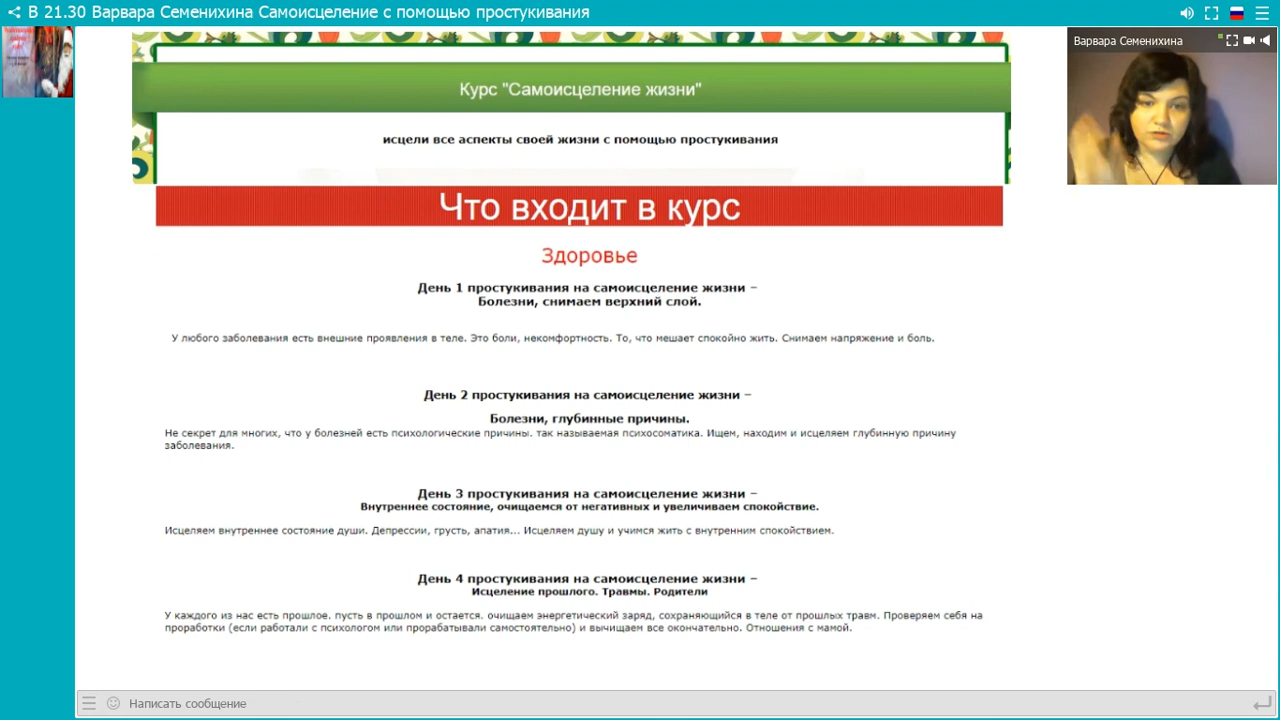 В 21.30 Варвара Семенихина Самоисцеление с помощью простукивания
Варвара Семенихина
Курс "Самоисцеление жизни"
исцели все аспекты своей жизни с помощью простукивания
Что входит в курс
Здоровье
День 1 простукивания на самоисцеление жизни –
Болезни, снимаем верхний слой.
У любого заболевания есть внешние проявления в теле. Это боли, некомфортность. То, что мешает спокойно жить. Снимаем напряжение и боль.
День 2 простукивания на самоисцеление жизни –
Болезни, глубинные причины.
Не секрет для многих, что у болезней есть психологические причины. так называемая психосоматика. Ищем, находим и исцеляем глубинную причину
заболевания.
День 3 простукивания на самоисцеление жизни –
Внутреннее состояние, очищаемся от негативных и увеличиваем спокойствие.
Исцеляем внутреннее состояние души. Депрессии, грусть, апатия... Исцеляем душу и учимся жить с внутренним спокойствием.
День 4 простукивания на самоисцеление жизни –
Исцеление прошлого. Травмы. Родители
У каждого из нас есть прошлое. пусть в прошлом и остается. очищаем энергетический заряд, сохраняющийся в теле от прошлых травм. Проверяем себя на
проработки (если работали с психологом или прорабатывали самостоятельно) и вычищаем все окончательно. Отношения с мамой.
Написать сообщение